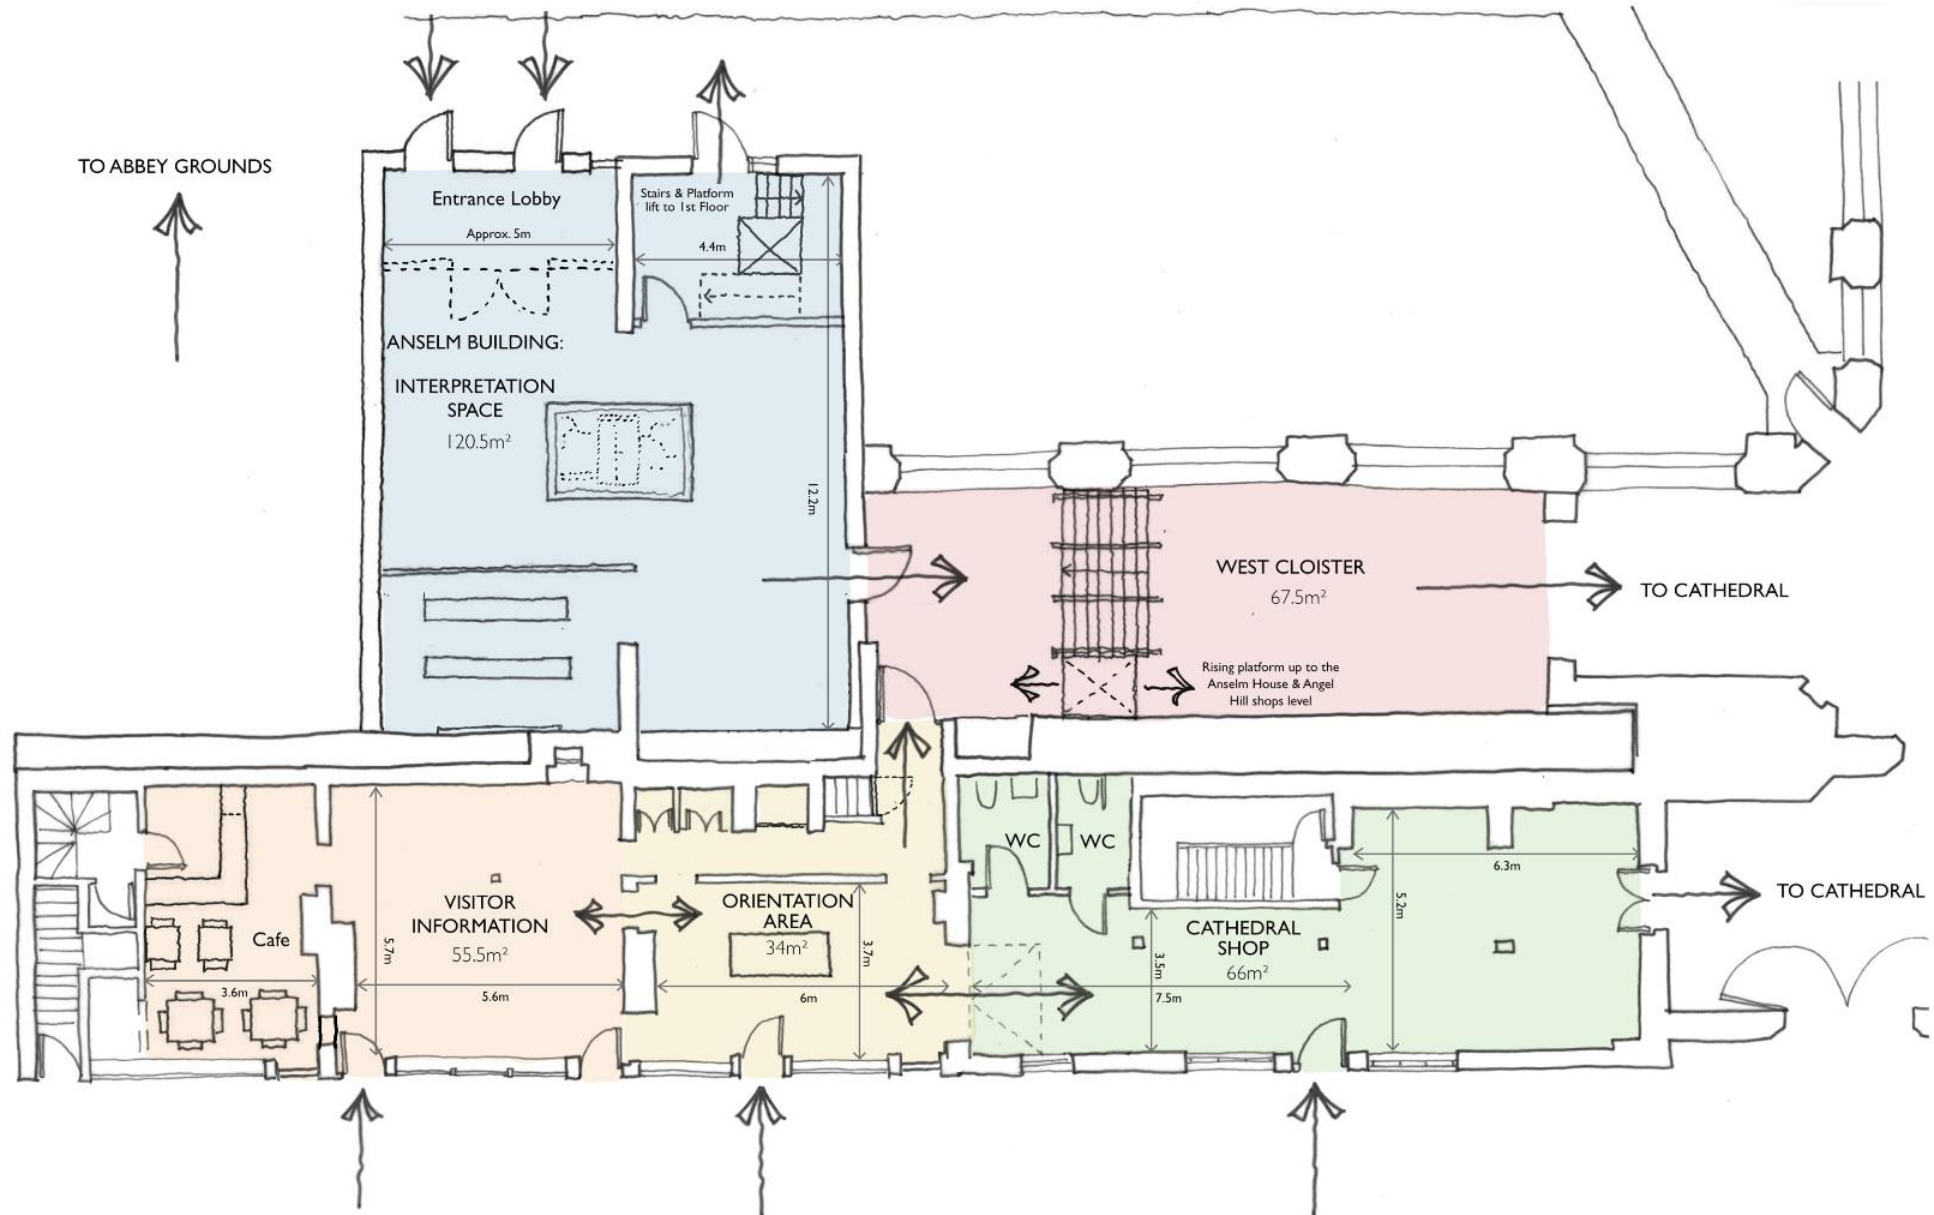 TO ABBEY GROUNDS
Entrance Lobby
Approx. 5m
Stairs & Platform
lift to 1st Floor
4.4m
ANSELM BUILDING:
INTERPRETATION
SPACE
120.5m²
12.2m
WEST CLOISTER
67.5m²
TO CATHEDRAL
Rising platform up to the
Anselm House & Angel
Hill shops level
Cafe
3.6m
VISITOR
INFORMATION
55.5m²
5.7m
5.6m
ORIENTATION
AREA
34m²
3.7m
6m
WC
WC
CATHEDRAL
SHOP
66m²
3.5m
7.5m
6.3m
5.2m
TO CATHEDRAL